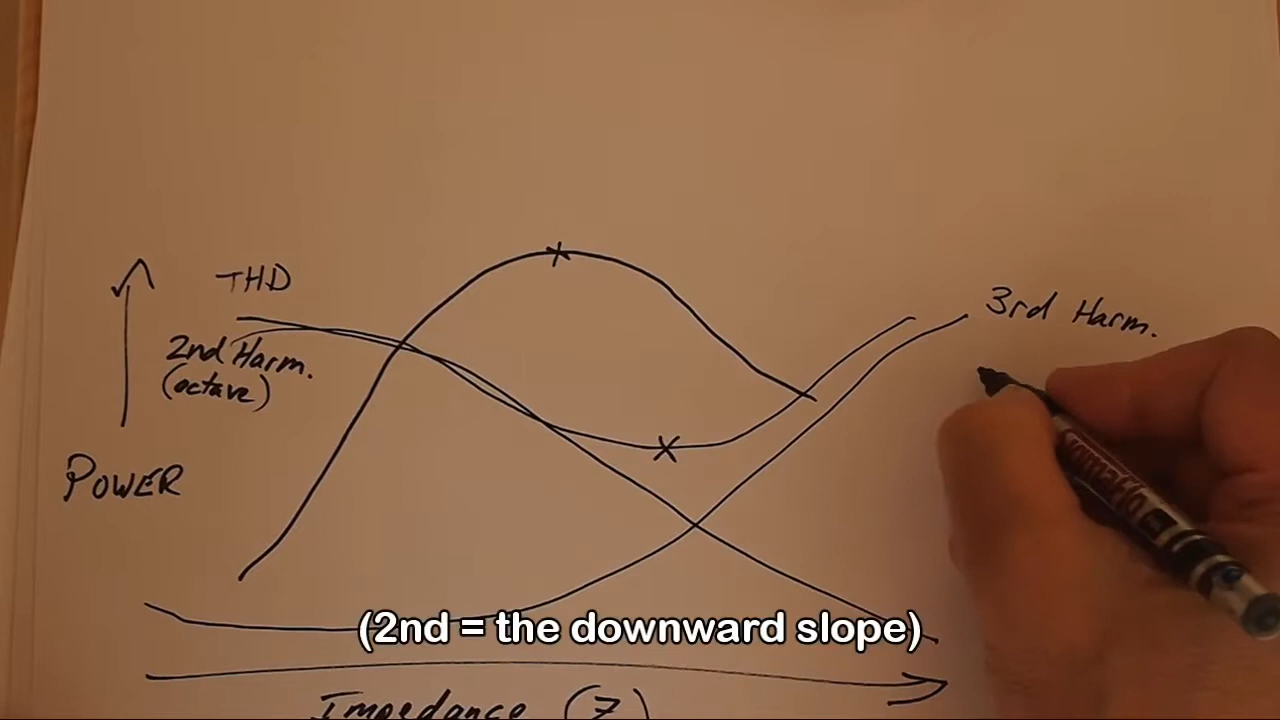 THD
2nd Harm.
(octave)
3rd Harm.
POWER
(2nd = the downward slope)
Impedance (Z)